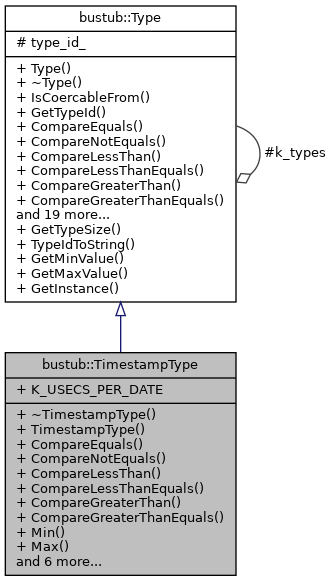 bustub::Type
# type_id_
+ Type()
+ ~Type()
+ IsCoercableFrom()
+ GetTypeId()
+ CompareEquals()
+ CompareNotEquals()
+ CompareLessThan()
+ CompareLessThanEquals()
+ CompareGreaterThan()
+ CompareGreaterThanEquals()
and 19 more...
+ GetTypeSize()
+ TypeIdToString()
+ GetMinValue()
+ GetMaxValue()
+ GetInstance()
#k_types
bustub::TimestampType
+ K_USECS_PER_DATE
+ ~TimestampType()
+ TimestampType()
+ CompareEquals()
+ CompareNotEquals()
+ CompareLessThan()
+ CompareLessThanEquals()
+ CompareGreaterThan()
+ CompareGreaterThanEquals()
+ Min()
+ Max()
and 6 more...